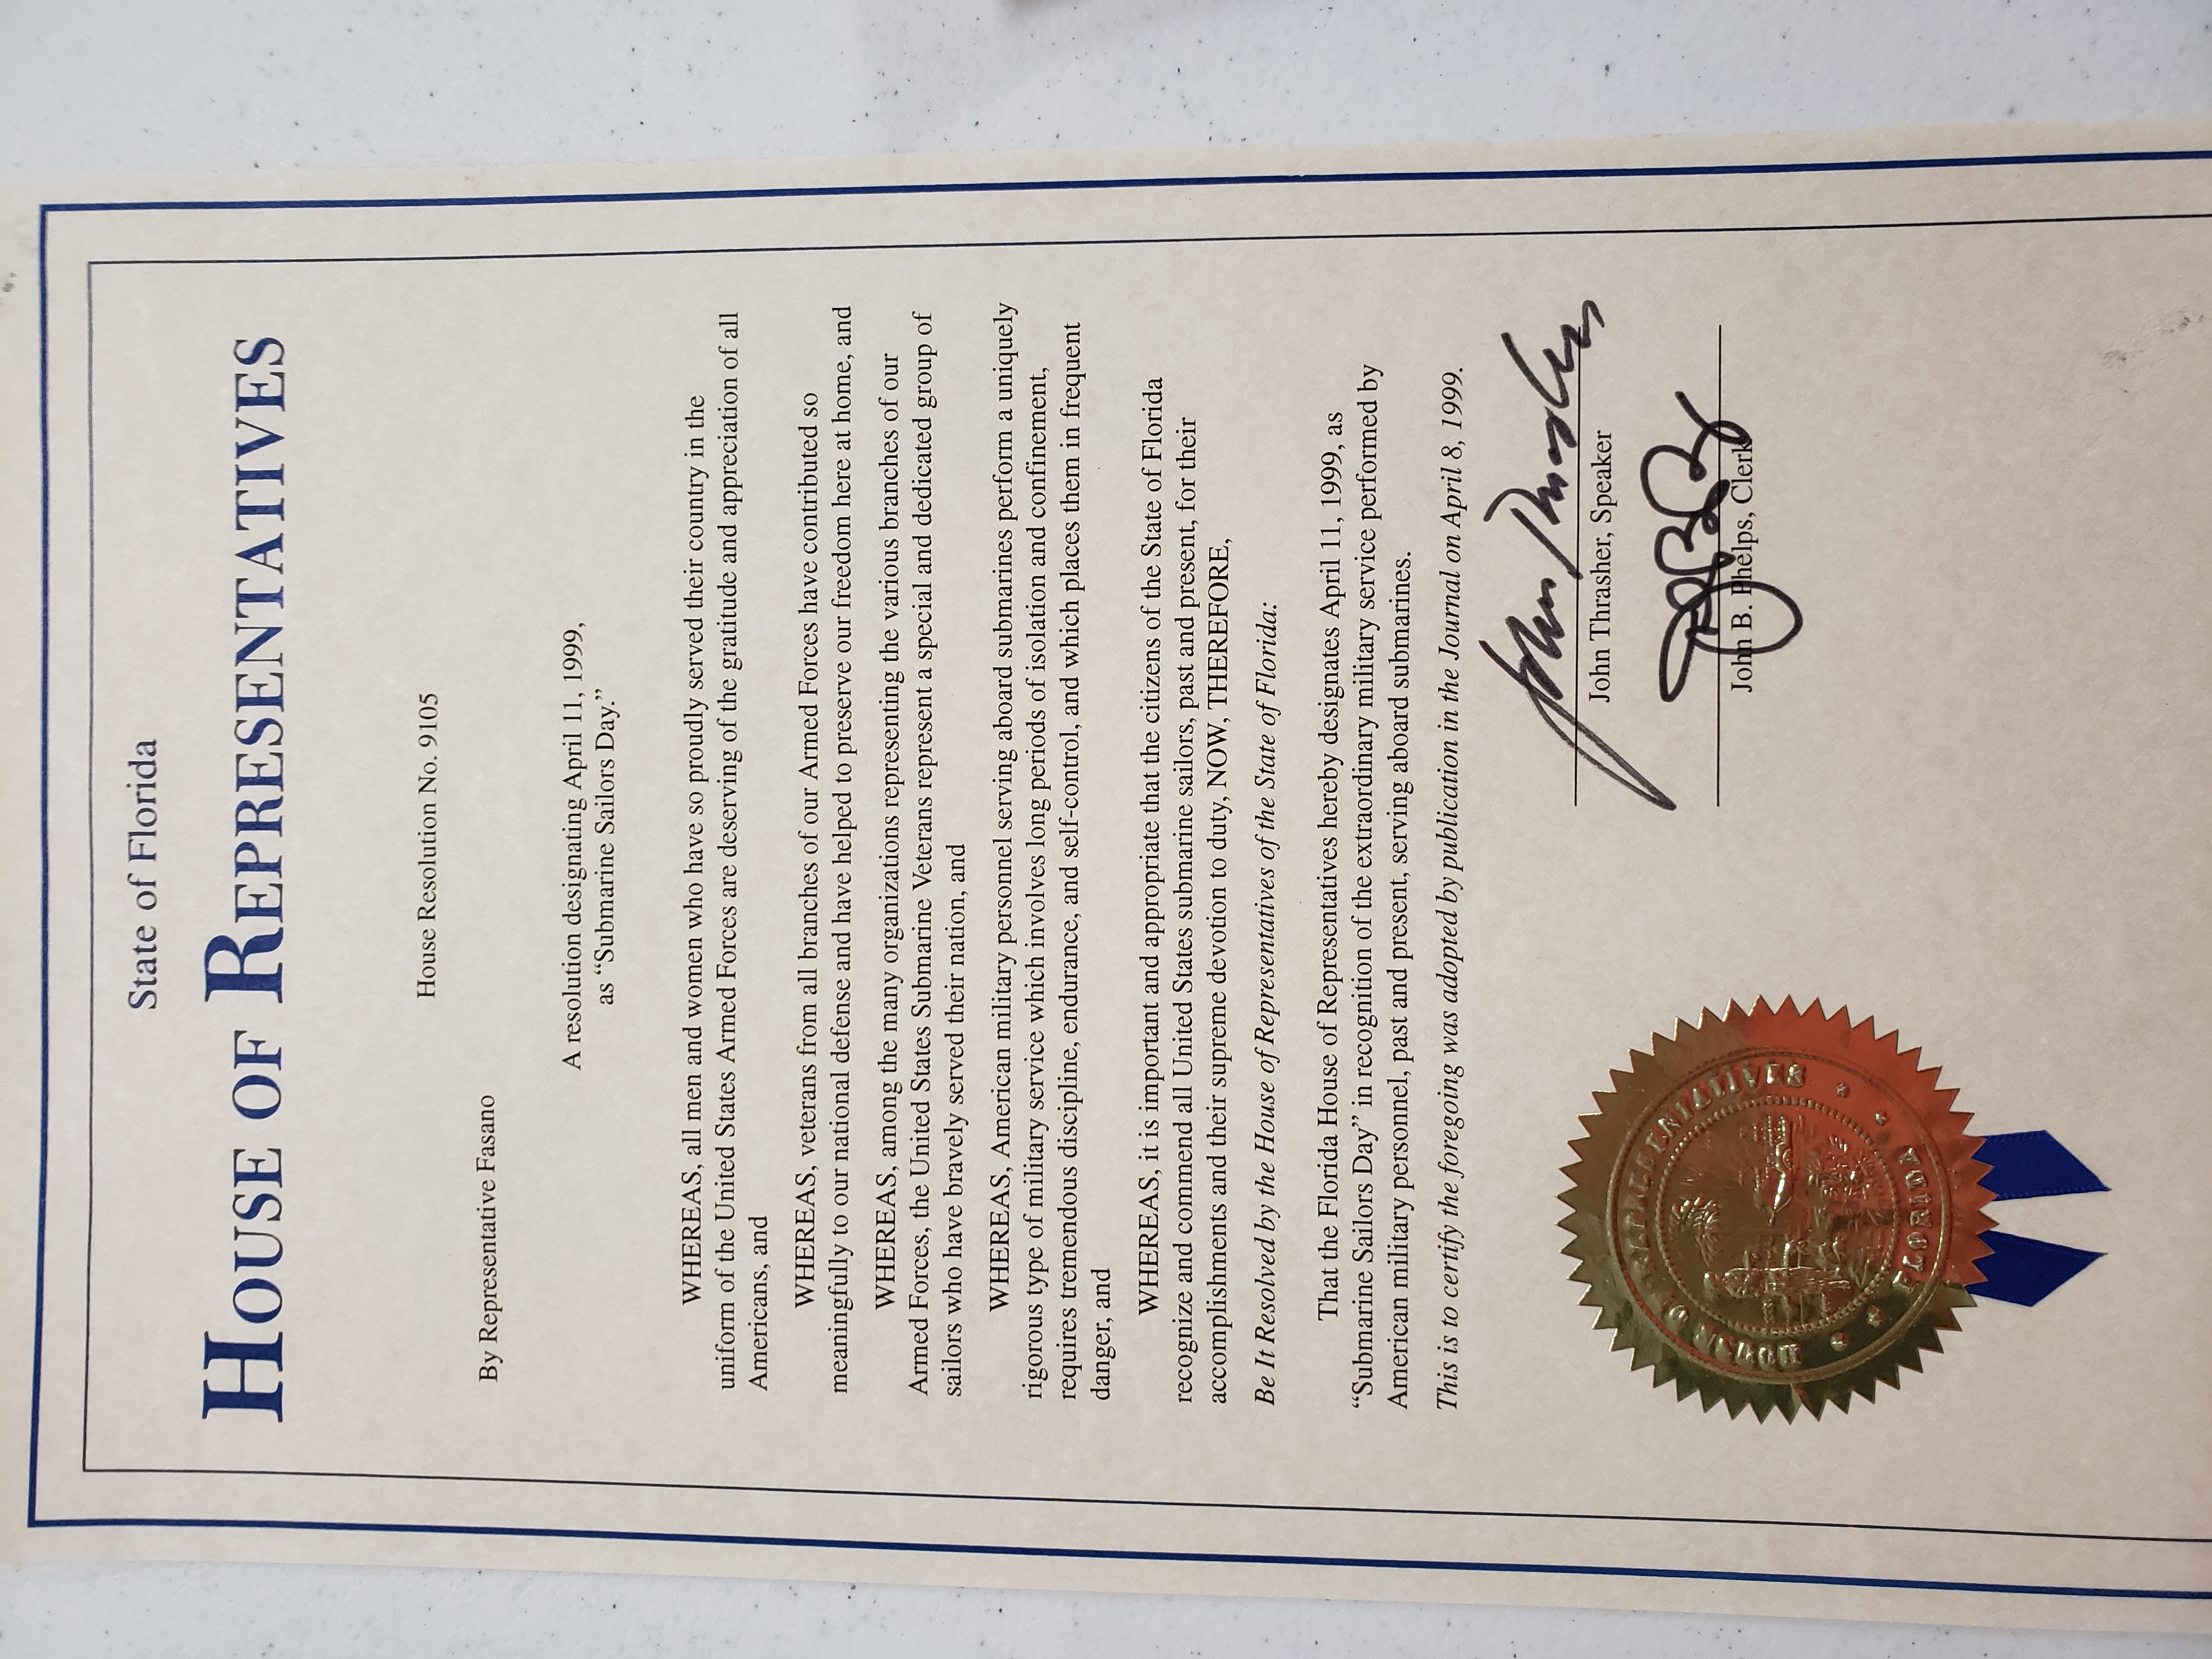 State of Florida
HOUSE OF REPRESENTATIVES
House Resolution No. 9105
By Representative Fasano
A resolution designating April 11, 1999,
as “Submarine Sailors Day.”
WHEREAS, all men and women who have so proudly served their country in the
uniform of the United States Armed Forces are deserving of the gratitude and appreciation of all
Americans, and
WHEREAS, veterans from all branches of our Armed Forces have contributed so
meaningfully to our national defense and have helped to preserve our freedom here at home, and
WHEREAS, among the many organizations representing the various branches of our
Armed Forces, the United States Submarine Veterans represent a special and dedicated group of
sailors who have bravely served their nation, and
WHEREAS, American military personnel serving aboard submarines perform a uniquely
rigorous type of military service which involves long periods of isolation and confinement,
requires tremendous discipline, endurance, and self-control, and which places them in frequent
danger, and
WHEREAS, it is important and appropriate that the citizens of the State of Florida
recognize and commend all United States submarine sailors, past and present, for their
accomplishments and their supreme devotion to duty, NOW, THEREFORE,
Be It Resolved by the House of Representatives of the State of Florida:
That the Florida House of Representatives hereby designates April 11, 1999, as
“Submarine Sailors Day” in recognition of the extraordinary military service performed by
American military personnel, past and present, serving aboard submarines.
This is to certify the foregoing was adopted by publication in the Journal on April 8, 1999.
John Thrasher
John Thrasher, Speaker
John B. Phelps, Clerk
HOUSE OF REPRESENTATIVES
FLORIDA